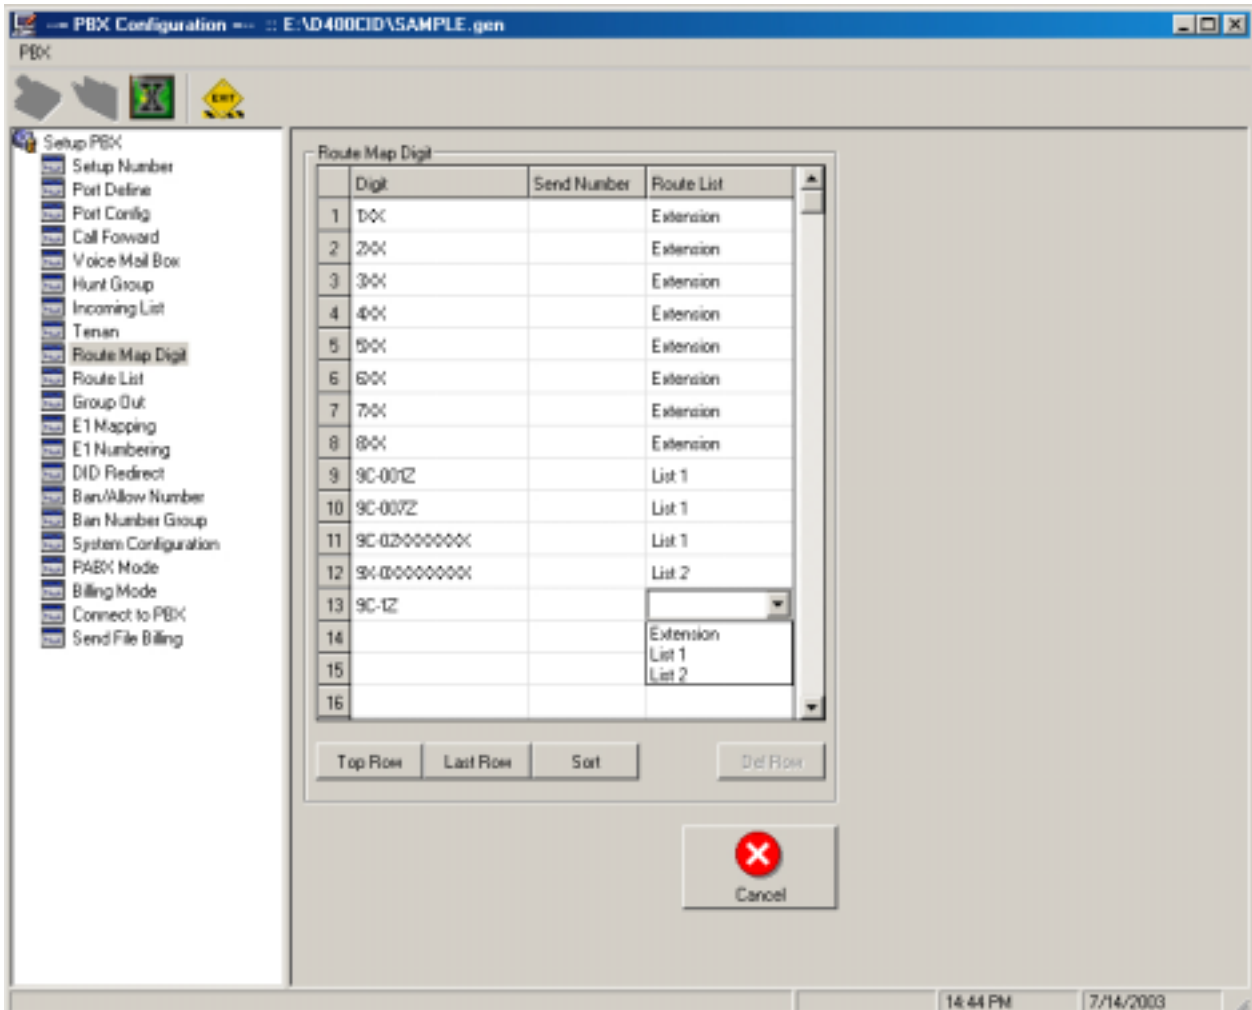 --= PBX Configuration =-- :: E:\D400CID\SAMPLE.gen
PBX
EXIT
Setup PBX
Setup Number
Port Define
Port Config
Call Forward
Voice Mail Box
Hunt Group
Incoming List
Tenan
Route Map Digit
Route List
Group Out
E1 Mapping
E1 Numbering
DID Redirect
Ban/Allow Number
Ban Number Group
System Configuration
PABX Mode
Billing Mode
Connect to PBX
Send File Billing
Route Map Digit
Digit Send Number Route List
1 1XX Extension
2 2XX Extension
3 3XX Extension
4 4XX Extension
5 5XX Extension
6 6XX Extension
7 7XX Extension
8 8XX Extension
9 9C-001Z List 1
10 9C-007Z List 1
11 9C-02XXXXXXX List 1
12 9X-0XXXXXXXX List 2
13 9C-1Z
14 Extension
List 1
15 List 2
16
Top Row Last Row Sort Del Row
Cancel
14:44 PM 7/14/2003